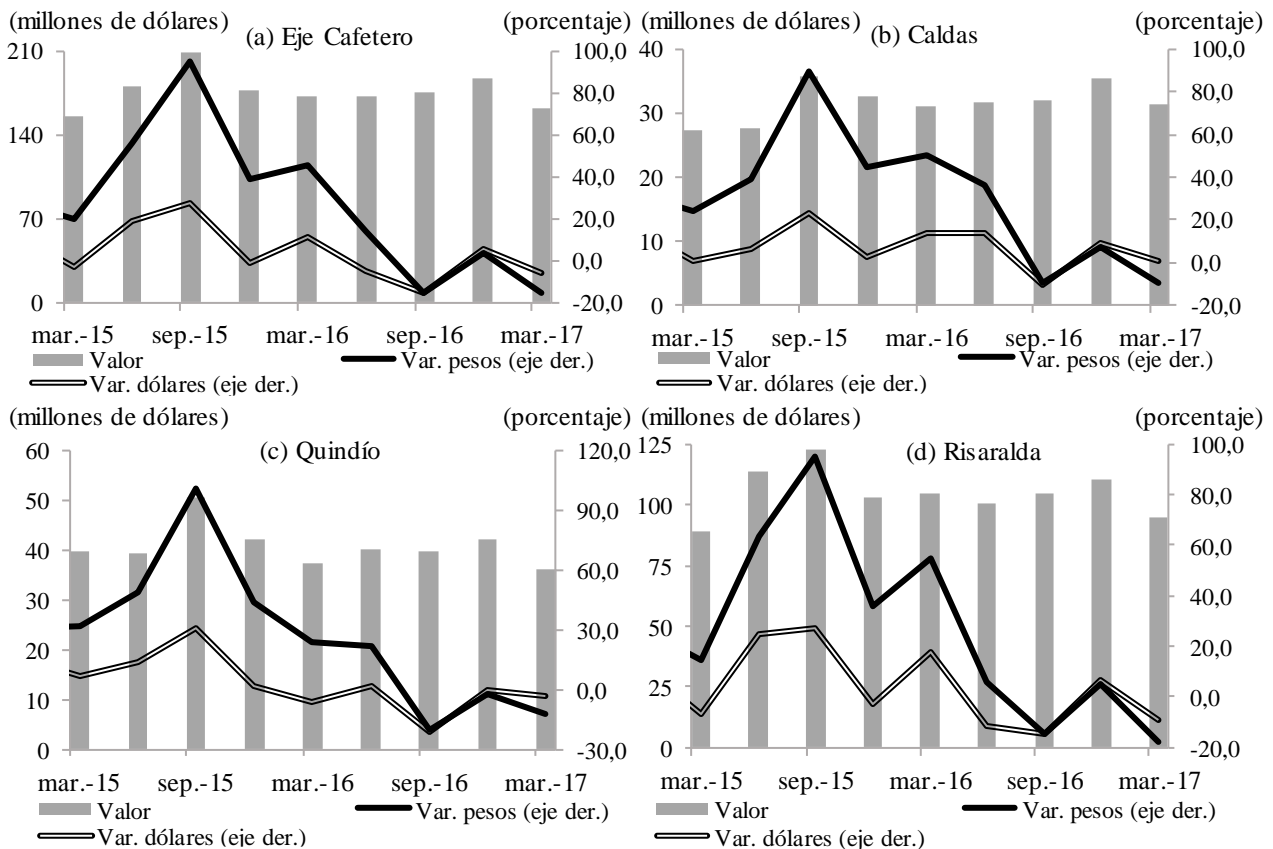 (millones de dólares) (porcentaje)
(a) Eje Cafetero
210 100,0
80,0
140 60,0
40,0
70 20,0
0,0
0 -20,0
mar.-15 sep.-15 mar.-16 sep.-16 mar.-17
Valor Var. pesos (eje der.)
Var. dólares (eje der.)
(millones de dólares) (porcentaje)
(b) Caldas
40 100,0
80,0
30 60,0
20 40,0
20,0
10 0,0
0 -20,0
mar.-15 sep.-15 mar.-16 sep.-16 mar.-17
Valor Var. pesos (eje der.)
Var. dólares (eje der.)
(millones de dólares) (porcentaje)
(c) Quindío
60 120,0
50 90,0
40 60,0
30 30,0
20 0,0
10
0 -30,0
mar.-15 sep.-15 mar.-16 sep.-16 mar.-17
Valor Var. pesos (eje der.)
Var. dólares (eje der.)
(millones de dólares) (porcentaje)
(d) Risaralda
125 100,0
100 80,0
75 60,0
50 40,0
20,0
25 0,0
0 -20,0
mar.-15 sep.-15 mar.-16 sep.-16 mar.-17
Valor Var. pesos (eje der.)
Var. dólares (eje der.)